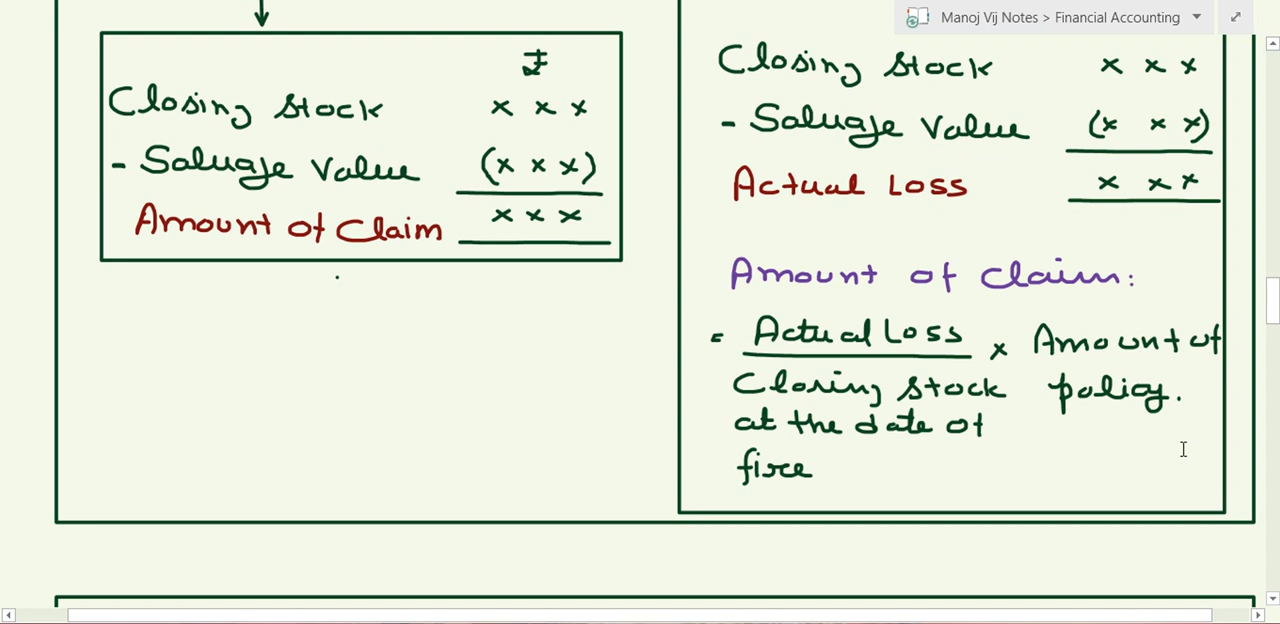 Manoj Vij Notes > Financial Accounting
₹
Closing Stock x x x
- Salvage Value (x x x)
Amount of Claim x x x
Closing Stock x x x
- Salvage Value (x x x)
Actual Loss x x x
Amount of Claim:
= Actual Loss x Amount of
Closing Stock policy.
at the date of
fire